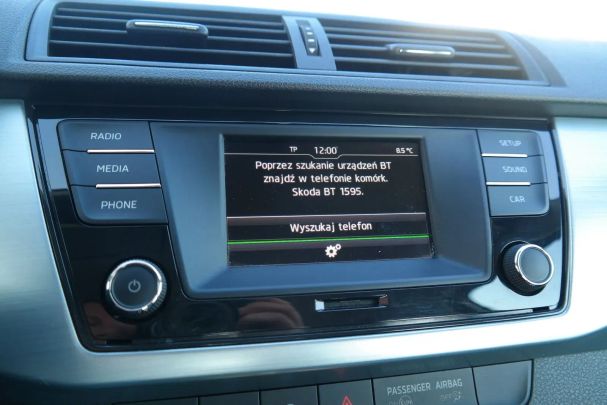 RADIO
MEDIA
PHONE
TP 12:00 8.5 °C
Poprzez szukanie urządzeń BT
znajdź w telefonie komórk.
Skoda BT 1595.
Wyszukaj telefon
SETUP
SOUND
CAR
PASSENGER AIRBAG
OFF